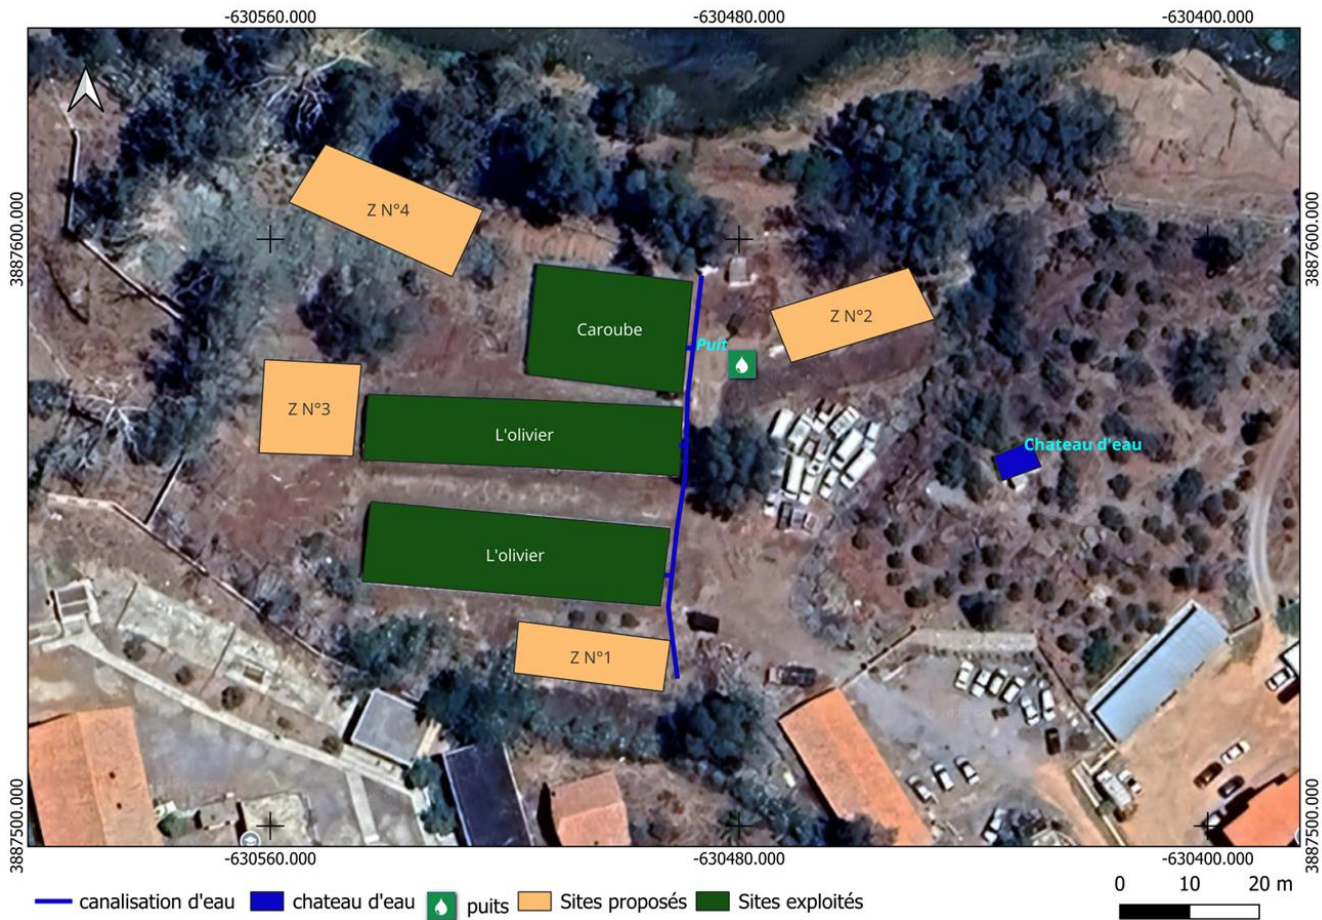 -630560.000 -630480.000 -630400.000
3887600.000 3887600.000
Z N°4
Z N°2
Caroube
Puit
Z N°3
L'olivier
Chateau d'eau
L'olivier
Z N°1
3887500.000 3887500.000
-630560.000 -630480.000 -630400.000
0 10 20 m
canalisation d'eau chateau d'eau puits Sites proposés Sites exploités